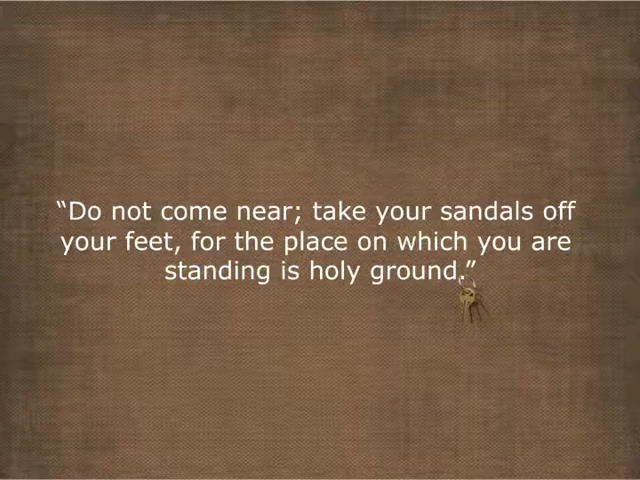 “Do not come near; take your sandals off
your feet, for the place on which you are
standing is holy ground.”